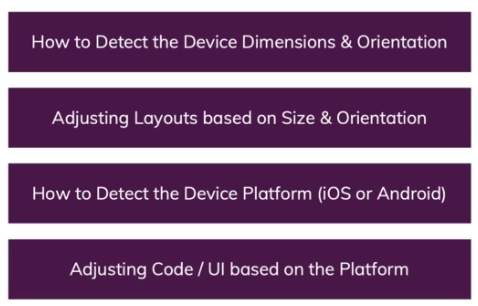 How to Detect the Device Dimensions & Orientation
Adjusting Layouts based on Size & Orientation
How to Detect the Device Platform (iOS or Android)
Adjusting Code / UI based on the Platform